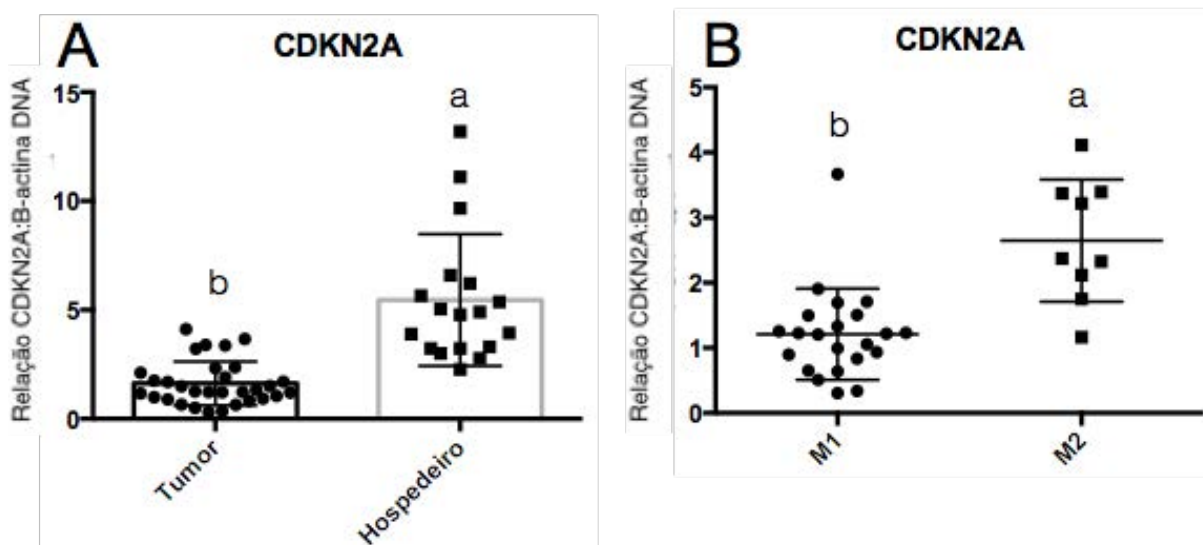 A
CDKN2A
Relação CDKN2A:B-actina DNA
15
10
5
0
b
a
Tumor
Hospedeiro
B
CDKN2A
Relação CDKN2A:B-actina DNA
5
4
3
2
1
0
b
a
M1
M2